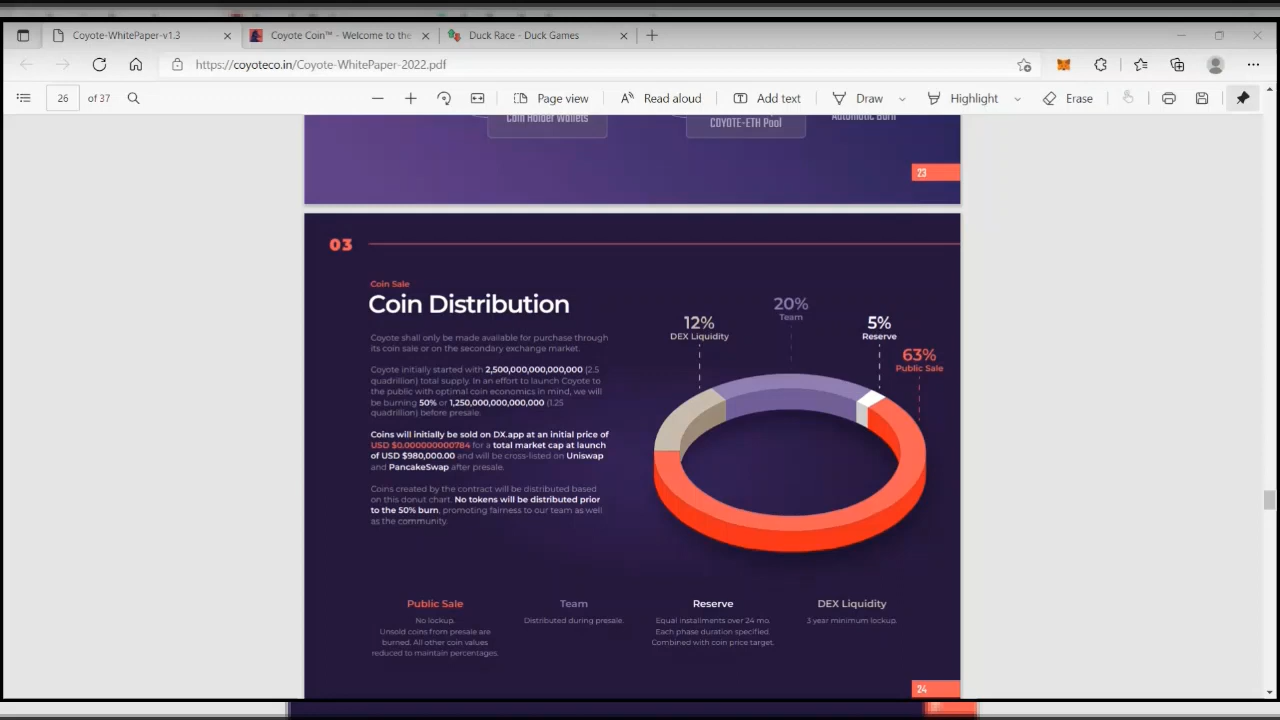 Coyote-WhitePaper-v1.3
Coyote Coin™ - Welcome to the
Duck Race - Duck Games
https://coyoteco.in/Coyote-WhitePaper-2022.pdf
26 of 37
Page view
Read aloud
Add text
Draw
Highlight
Erase
Coin Holder Wallets
COYOTE-ETH Pool
Automatic Burn
23
03
Coin Sale
Coin Distribution
Coyote shall only be made available for purchase through
its coin sale or on the secondary exchange market.
Coyote initially started with 2,500,000,000,000,000 (2.5
quadrillion) total supply. In an effort to launch Coyote to
the public with optimal coin economics in mind, we will
be burning 50% or 1,250,000,000,000,000 (1.25
quadrillion) before presale.
Coins will initially be sold on DX.app at an initial price of
USD $0.000000000784 for a total market cap at launch
of USD $980,000.00 and will be cross-listed on Uniswap
and PancakeSwap after presale.
Coins created by the contract will be distributed based
on this donut chart. No tokens will be distributed prior
to the 50% burn, promoting fairness to our team as well
as the community.
12%
DEX Liquidity
20%
Team
5%
Reserve
63%
Public Sale
Public Sale
No lockup.
Unsold coins from presale are
burned. All other coin values
reduced to maintain percentages.
Team
Distributed during presale.
Reserve
Equal installments over 24 mo.
Each phase duration specified.
Combined with coin price target.
DEX Liquidity
3 year minimum lockup.
24